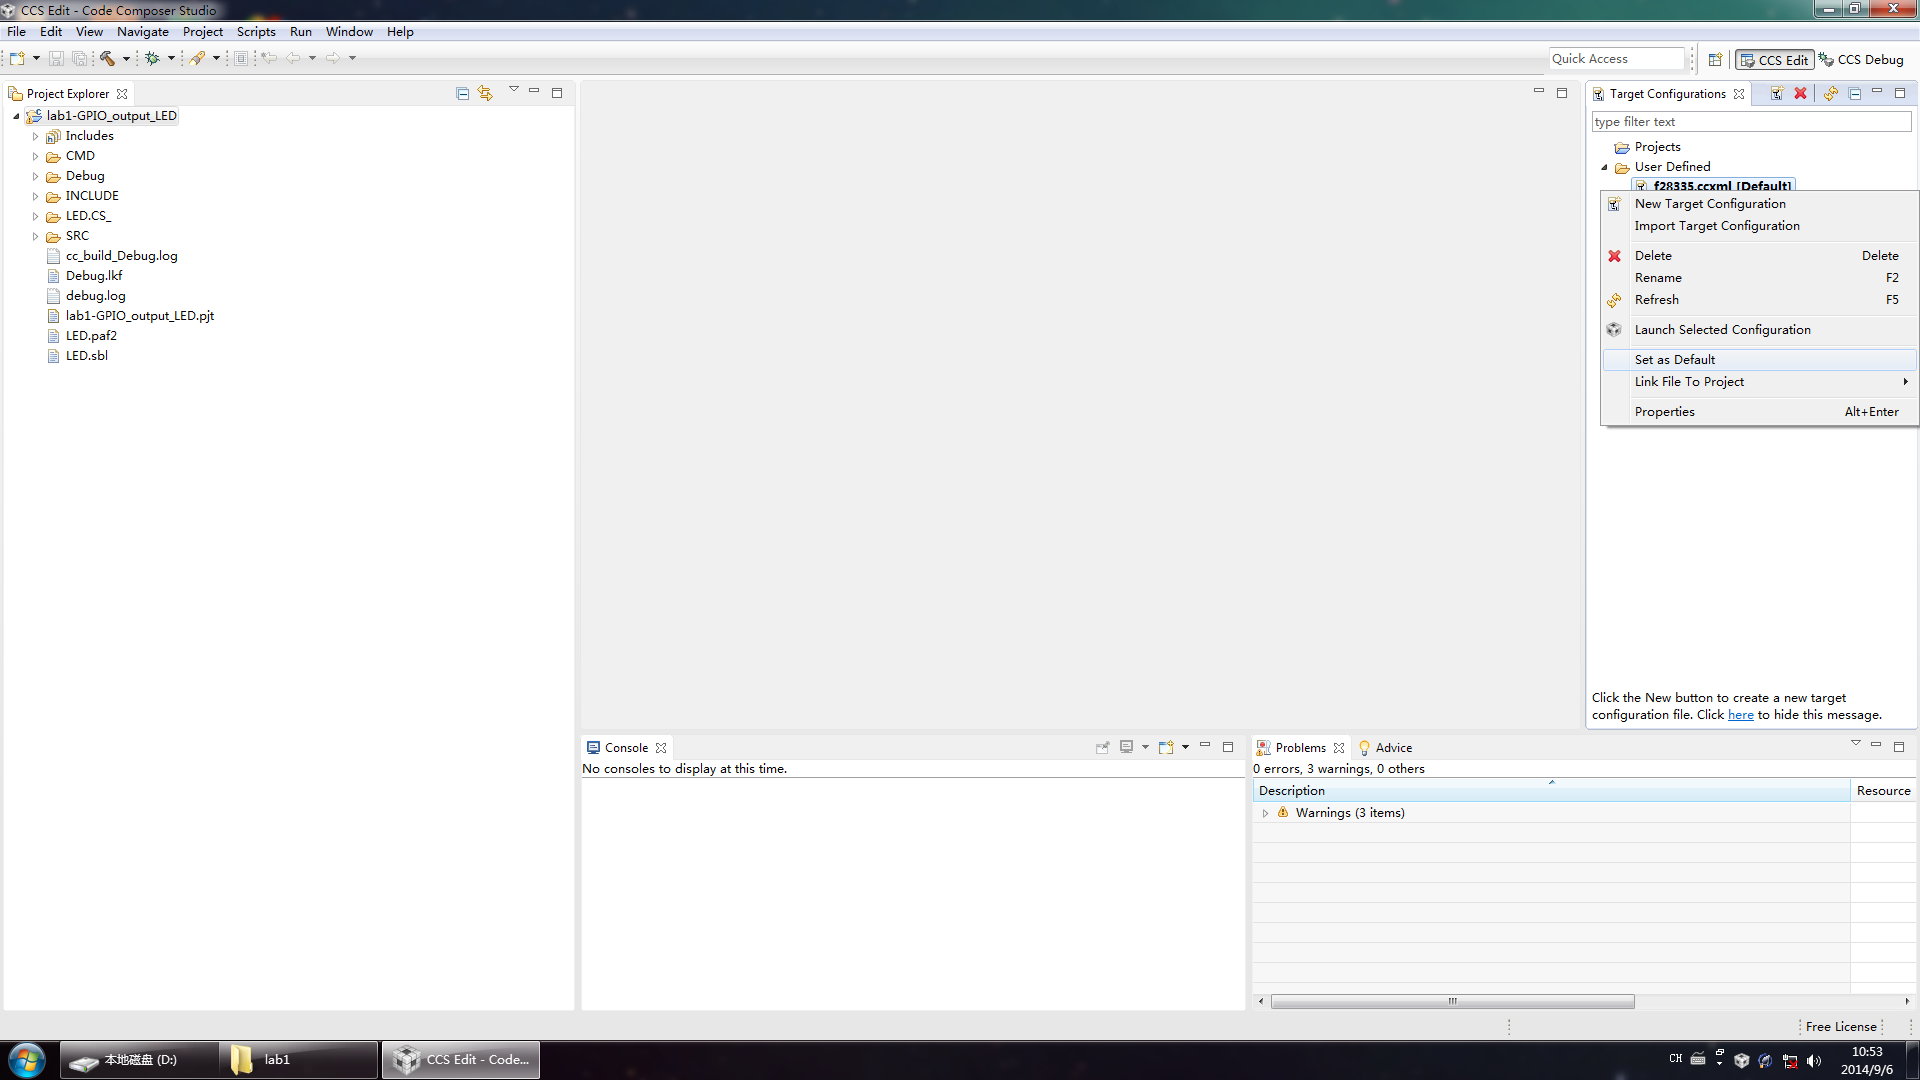 CCS Edit - Code Composer Studio
File Edit View Navigate Project Scripts Run Window Help
Quick Access
CCS Edit
CCS Debug
Project Explorer
lab1-GPIO_output_LED
Includes
CMD
Debug
INCLUDE
LED.CS_
SRC
cc_build_Debug.log
Debug.lkf
debug.log
lab1-GPIO_output_LED.pjt
LED.paf2
LED.sbl
Target Configurations
type filter text
Projects
User Defined
f28335.ccxml [Default]
New Target Configuration
Import Target Configuration
Delete Delete
Rename F2
Refresh F5
Launch Selected Configuration
Set as Default
Link File To Project
Properties Alt+Enter
Click the New button to create a new target
configuration file. Click here to hide this message.
Console
No consoles to display at this time.
Problems
Advice
0 errors, 3 warnings, 0 others
Description Resource
Warnings (3 items)
Free License
本地磁盘 (D:)
lab1
CCS Edit - Code...
CH
10:53
2014/9/6